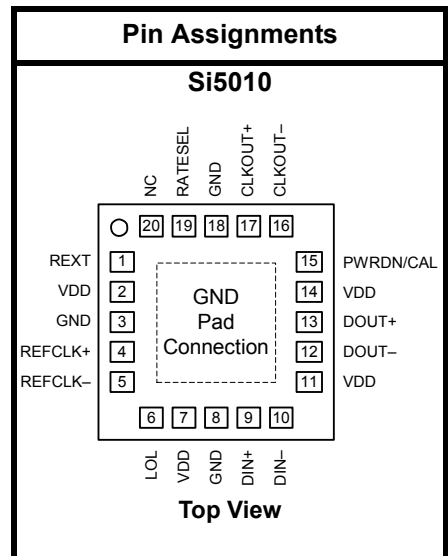 Pin Assignments
Si5010
NC
RATESEL
GND
CLKOUT+
CLKOUT–
20
19
18
17
16
REXT
1
VDD
2
GND
3
REFCLK+
4
REFCLK–
5
GND
Pad
Connection
15
PWRDN/CAL
14
VDD
13
DOUT+
12
DOUT–
11
VDD
6
7
8
9
10
LOL
VDD
GND
DIN+
DIN–
Top View